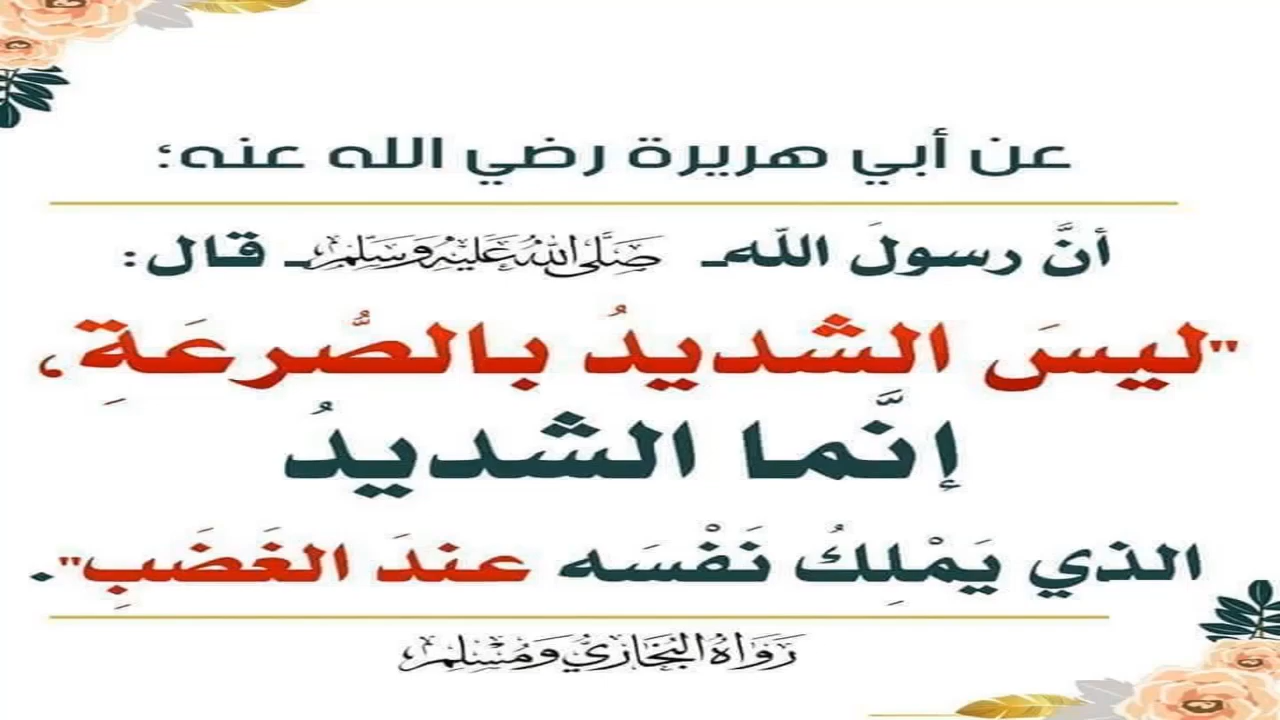 عن أبي هريرة رضي الله عنه؛
أنَّ رسولَ اللّه ـ صَلَّى اللهُ عَلَيْهِ وَسَلَّمَ ـ قال:
"ليسَ الشديدُ بالصُّرعَةِ،
إنَّما الشديدُ
الذي يَمْلِكُ نَفْسَه عندَ الغَضَبِ".
رَوَاهُ البُخَارِيُّ وَمُسْلِم